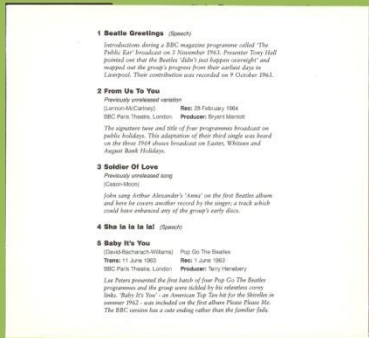 1 Beatle Greetings (Speech)
Introductions during a BBC magazine programme called 'The
Public Ear' broadcast on 3 November 1963. Presenter Tony Hall
pointed out that the Beatles 'didn't just happen overnight' and
mapped out the group's progress from their earliest days in
Liverpool. Their contribution was recorded on 9 October 1963.
2 From Us To You
Previously unreleased variation
(Lennon-McCartney) Rec: 28 February 1964
BBC Paris Theatre, London Producer: Bryant Marriott
The signature tune and title of four programmes broadcast on
public holidays. This adaptation of their third single was heard
on the three 1964 shows broadcast on Easter, Whitsun and
August Bank Holidays.
3 Soldier Of Love
Previously unreleased song
(Cason-Moon)
John sang Arthur Alexander's 'Anna' on the first Beatles album
and here he covers another record by the singer; a track which
could have enhanced any of the group's early discs.
4 Sha la la la la! (Speech)
5 Baby It's You
(David-Bacharach-Williams) Pop Go The Beatles
Trans: 11 June 1963 Rec: 1 June 1963
BBC Paris Theatre, London Producer: Terry Henebery
Lee Peters presented the first batch of four Pop Go The Beatles
programmes and the group were tickled by his relentless corny
links. 'Baby It's You' - an American Top Ten hit for the Shirelles in
summer 1962 - was included on the first album Please Please Me.
The BBC version has a cute ending rather than the familiar fade.